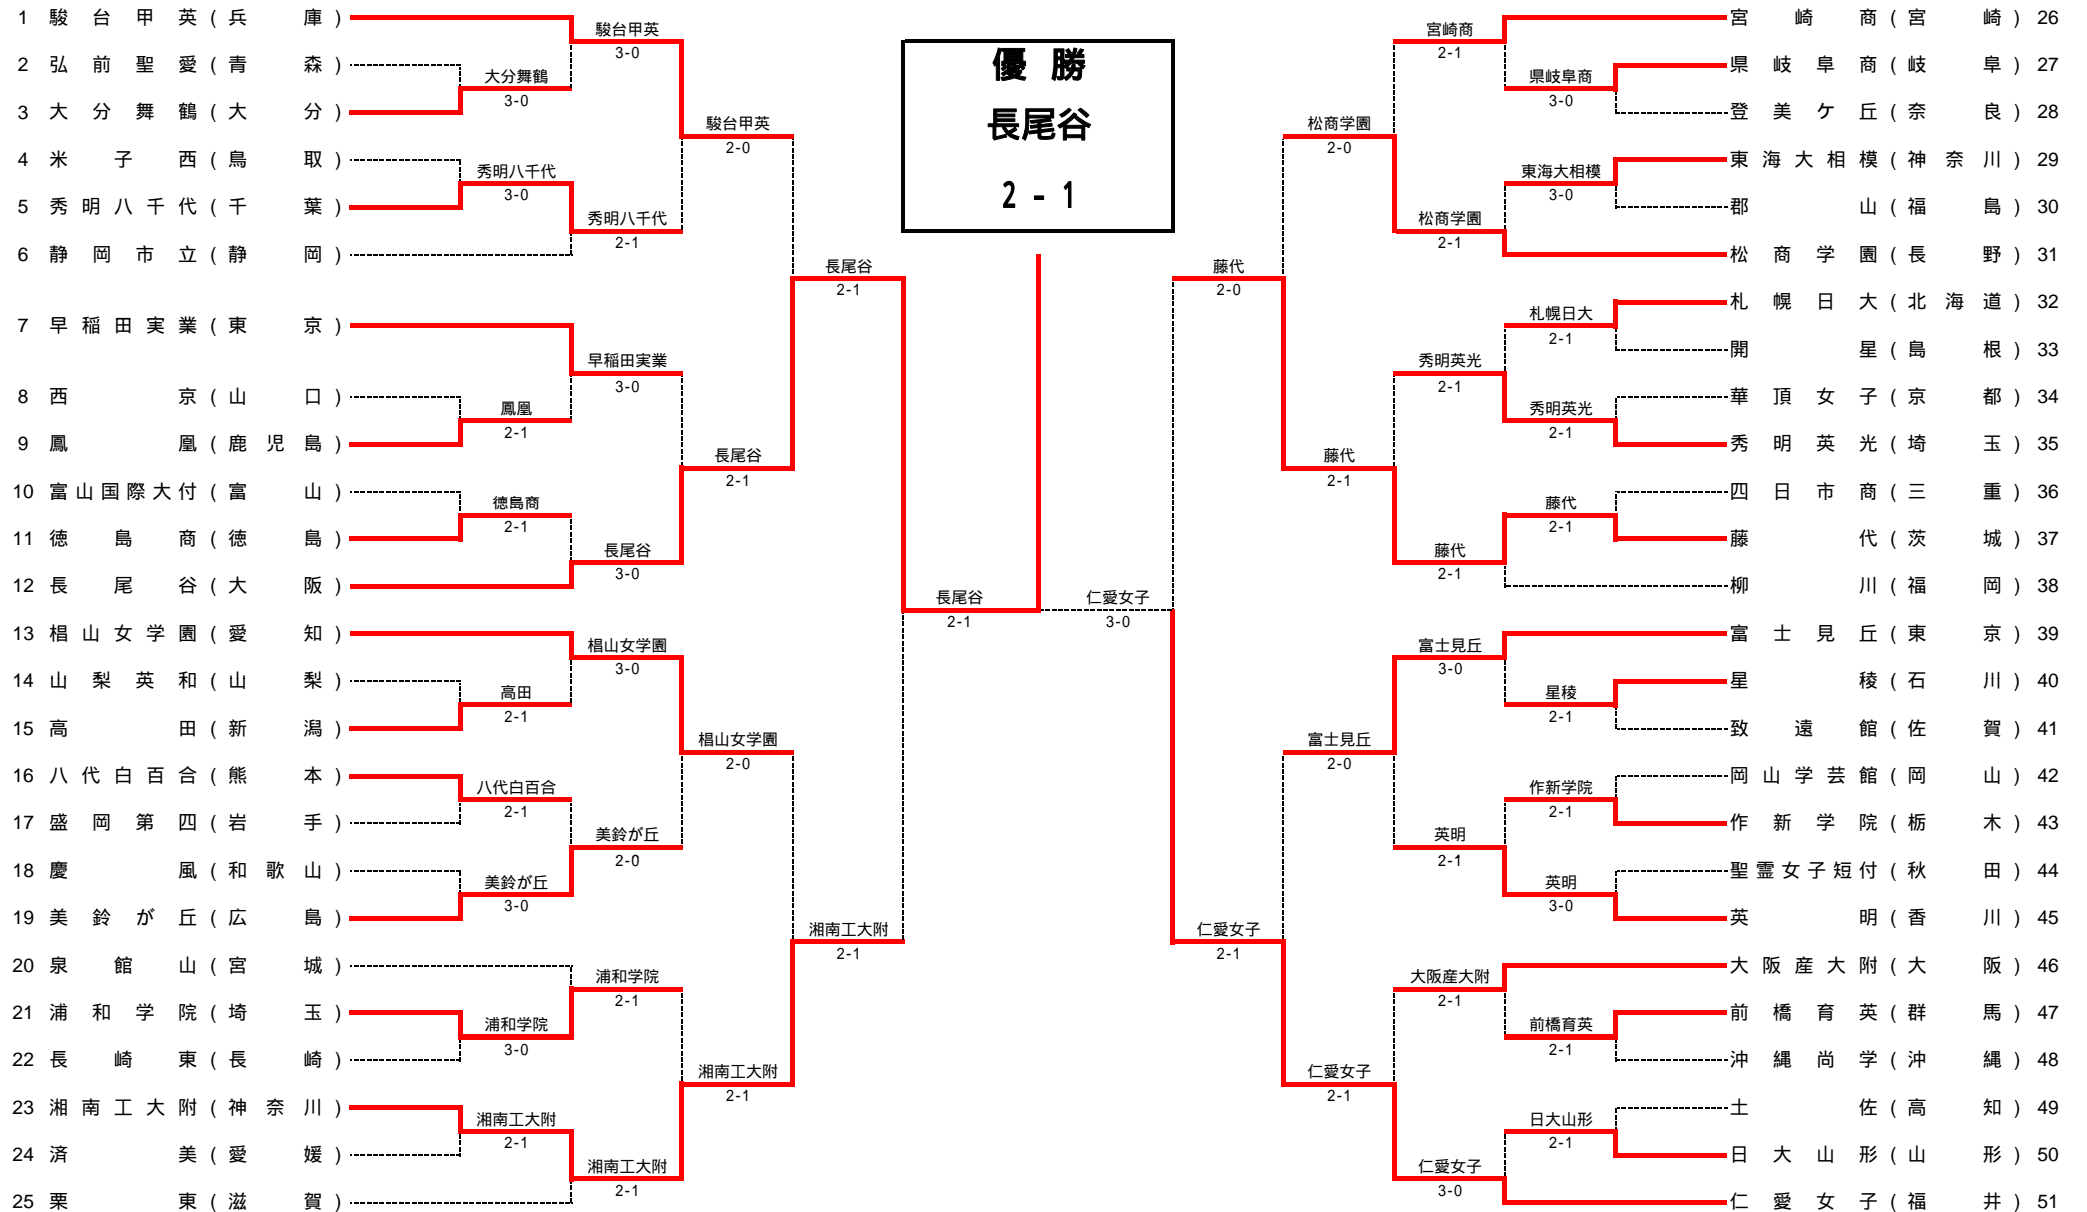 優 勝
長尾谷
2 - 1
1 駿台甲英(兵庫)
2 弘前聖愛(青森)
3 大分舞鶴(大分)
4 米子西(鳥取)
5 秀明八千代(千葉)
6 静岡市立(静岡)
7 早稲田実業(東京)
8 西京(山口)
9 鳳凰(鹿児島)
10 富山国際大付(富山)
11 徳島商(徳島)
12 長尾谷(大阪)
13 椙山女学園(愛知)
14 山梨英和(山梨)
15 高田(新潟)
16 八代白百合(熊本)
17 盛岡第四(岩手)
18 慶風(和歌山)
19 美鈴が丘(広島)
20 泉館山(宮城)
21 浦和学院(埼玉)
22 長崎東(長崎)
23 湘南工大附(神奈川)
24 済美(愛媛)
25 栗東(滋賀)
大分舞鶴
3-0
秀明八千代
3-0
鳳凰
2-1
徳島商
2-1
高田
2-1
八代白百合
2-1
美鈴が丘
3-0
浦和学院
3-0
湘南工大附
2-1
駿台甲英
3-0
秀明八千代
2-1
早稲田実業
3-0
長尾谷
3-0
椙山女学園
3-0
美鈴が丘
2-0
浦和学院
2-1
湘南工大附
2-1
駿台甲英
2-0
長尾谷
2-1
椙山女学園
2-0
湘南工大附
2-1
長尾谷
2-1
湘南工大附
2-1
長尾谷
2-1
仁愛女子
3-0
藤代
2-0
仁愛女子
2-1
松商学園
2-0
藤代
2-1
富士見丘
2-0
仁愛女子
2-1
宮崎商
2-1
松商学園
2-1
秀明英光
2-1
藤代
2-1
富士見丘
3-0
英明
2-1
大阪産大附
2-1
仁愛女子
3-0
県岐阜商
3-0
東海大相模
3-0
札幌日大
2-1
秀明英光
2-1
藤代
2-1
星稜
2-1
作新学院
2-1
英明
3-0
前橋育英
2-1
日大山形
2-1
宮崎商(宮崎) 26
県岐阜商(岐阜) 27
登美ケ丘(奈良) 28
東海大相模(神奈川) 29
郡山(福島) 30
松商学園(長野) 31
札幌日大(北海道) 32
開星(島根) 33
華頂女子(京都) 34
秀明英光(埼玉) 35
四日市商(三重) 36
藤代(茨城) 37
柳川(福岡) 38
富士見丘(東京) 39
星稜(石川) 40
致遠館(佐賀) 41
岡山学芸館(岡山) 42
作新学院(栃木) 43
聖霊女子短付(秋田) 44
英明(香川) 45
大阪産大附(大阪) 46
前橋育英(群馬) 47
沖縄尚学(沖縄) 48
土佐(高知) 49
日大山形(山形) 50
仁愛女子(福井) 51